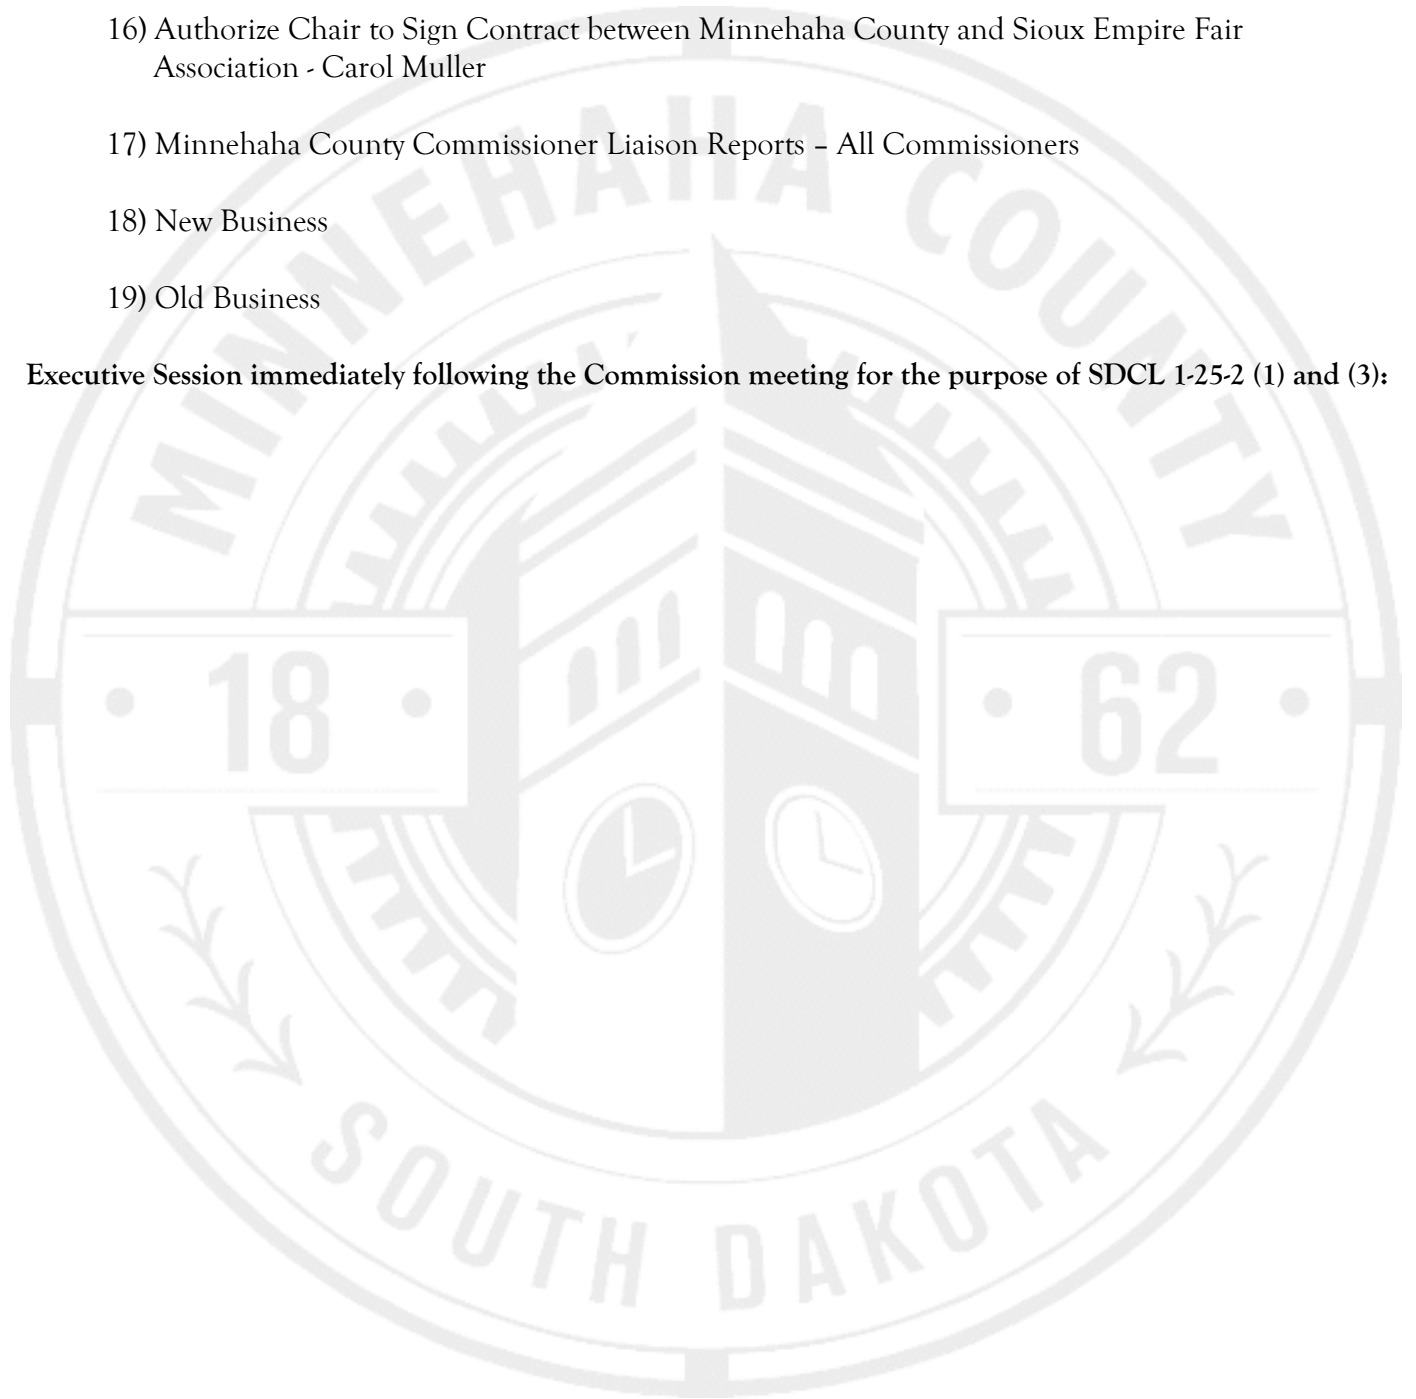 16) Authorize Chair to Sign Contract between Minnehaha County and Sioux Empire Fair
Association - Carol Muller
17) Minnehaha County Commissioner Liaison Reports – All Commissioners
18) New Business
19) Old Business
Executive Session immediately following the Commission meeting for the purpose of SDCL 1-25-2 (1) and (3):
MINNEHAHA COUNTY
18 62
SOUTH DAKOTA